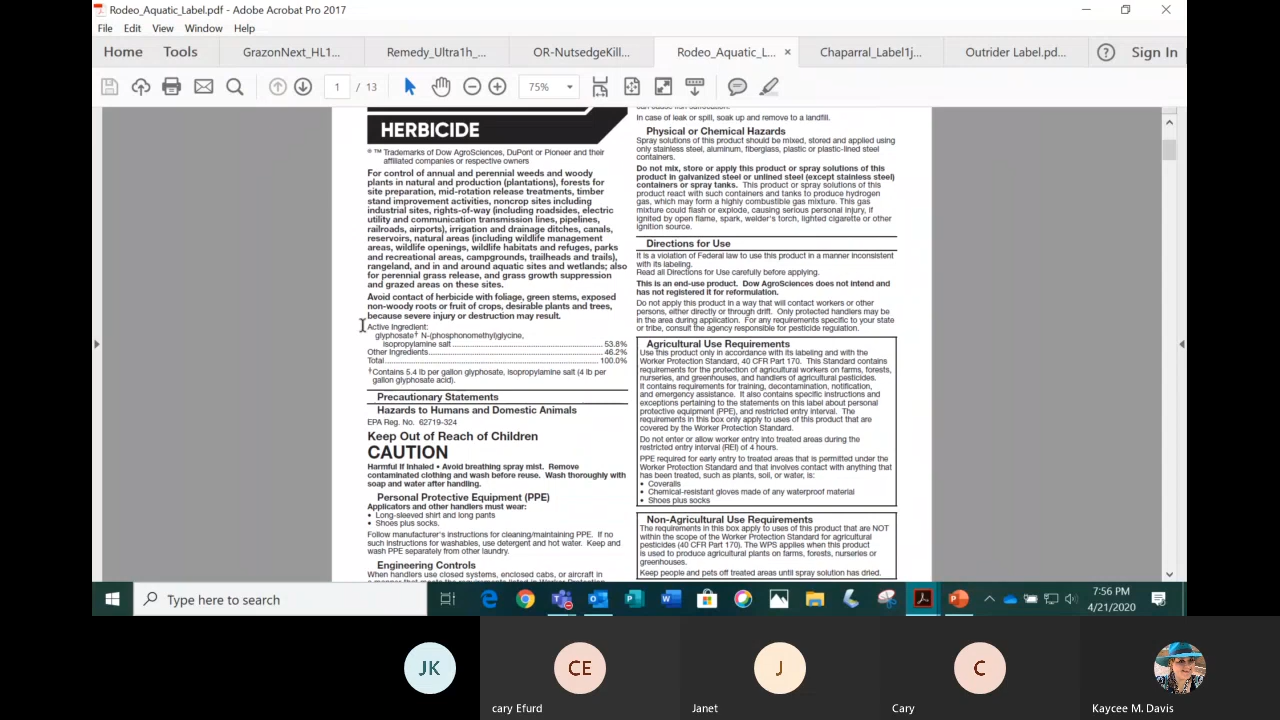 Rodeo_Aquatic_Label.pdf - Adobe Acrobat Pro 2017
File Edit View Window Help
Home Tools GrazonNext_HL1... Remedy_Ultra1h_... OR-NutsedgeKill... Rodeo_Aquatic_L... × Chaparral_Label1j... Outrider Label.pd... Sign In
1 / 13 75%
HERBICIDE
® ™ Trademarks of Dow AgroSciences, DuPont or Pioneer and their
affiliated companies or respective owners
For control of annual and perennial weeds and woody
plants in natural and production (plantations), forests for
site preparation, mid-rotation release treatments, timber
stand improvement activities, noncrop sites including
industrial sites, rights-of-way (including roadsides, electric
utility and communication transmission lines, pipelines,
railroads, airports), irrigation and drainage ditches, canals,
reservoirs, natural areas (including wildlife management
areas, wildlife openings, wildlife habitats and refuges, parks
and recreational areas, campgrounds, trailheads and trails),
rangeland, and in and around aquatic sites and wetlands; also
for perennial grass release, and grass growth suppression
and grazed areas on these sites.
Avoid contact of herbicide with foliage, green stems, exposed
non-woody roots or fruit of crops, desirable plants and trees,
because severe injury or destruction may result.
Active Ingredient:
glyphosate† N-(phosphonomethyl)glycine,
isopropylamine salt ... 53.8%
Other Ingredients... 46.2%
Total... 100.0%
†Contains 5.4 lb per gallon glyphosate, isopropylamine salt (4 lb per
gallon glyphosate acid).
Precautionary Statements
Hazards to Humans and Domestic Animals
EPA Reg. No. 62719-324
Keep Out of Reach of Children
CAUTION
Harmful If Inhaled • Avoid breathing spray mist. Remove
contaminated clothing and wash before reuse. Wash thoroughly with
soap and water after handling.
Personal Protective Equipment (PPE)
Applicators and other handlers must wear:
• Long-sleeved shirt and long pants
• Shoes plus socks.
Follow manufacturer's instructions for cleaning/maintaining PPE. If no
such instructions for washables, use detergent and hot water. Keep and
wash PPE separately from other laundry.
Engineering Controls
When handlers use closed systems, enclosed cabs, or aircraft in
can cause fish suffocation.
In case of leak or spill, soak up and remove to a landfill.
Physical or Chemical Hazards
Spray solutions of this product should be mixed, stored and applied using
only stainless steel, aluminum, fiberglass, plastic or plastic-lined steel
containers.
Do not mix, store or apply this product or spray solutions of this
product in galvanized steel or unlined steel (except stainless steel)
containers or spray tanks. This product or spray solutions of this
product react with such containers and tanks to produce hydrogen
gas, which may form a highly combustible gas mixture. This gas
mixture could flash or explode, causing serious personal injury, if
ignited by open flame, spark, welder's torch, lighted cigarette or other
ignition source.
Directions for Use
It is a violation of Federal law to use this product in a manner inconsistent
with its labeling.
Read all Directions for Use carefully before applying.
This is an end-use product. Dow AgroSciences does not intend and
has not registered it for reformulation.
Do not apply this product in a way that will contact workers or other
persons, either directly or through drift. Only protected handlers may be
in the area during application. For any requirements specific to your state
or tribe, consult the agency responsible for pesticide regulation.
Agricultural Use Requirements
Use this product only in accordance with its labeling and with the
Worker Protection Standard, 40 CFR Part 170. This Standard contains
requirements for the protection of agricultural workers on farms, forests,
nurseries, and greenhouses, and handlers of agricultural pesticides.
It contains requirements for training, decontamination, notification,
and emergency assistance. It also contains specific instructions and
exceptions pertaining to the statements on this label about personal
protective equipment (PPE), and restricted entry interval. The
requirements in this box only apply to uses of this product that are
covered by the Worker Protection Standard.
Do not enter or allow worker entry into treated areas during the
restricted entry interval (REI) of 4 hours.
PPE required for early entry to treated areas that is permitted under the
Worker Protection Standard and that involves contact with anything that
has been treated, such as plants, soil, or water, is:
• Coveralls
• Chemical-resistant gloves made of any waterproof material
• Shoes plus socks
Non-Agricultural Use Requirements
The requirements in this box apply to uses of this product that are NOT
within the scope of the Worker Protection Standard for agricultural
pesticides (40 CFR Part 170). The WPS applies when this product
is used to produce agricultural plants on farms, forests, nurseries or
greenhouses.
Keep people and pets off treated areas until spray solution has dried.
Type here to search
7:56 PM
4/21/2020
JK CE J C
cary Efurd Janet Cary Kaycee M. Davis